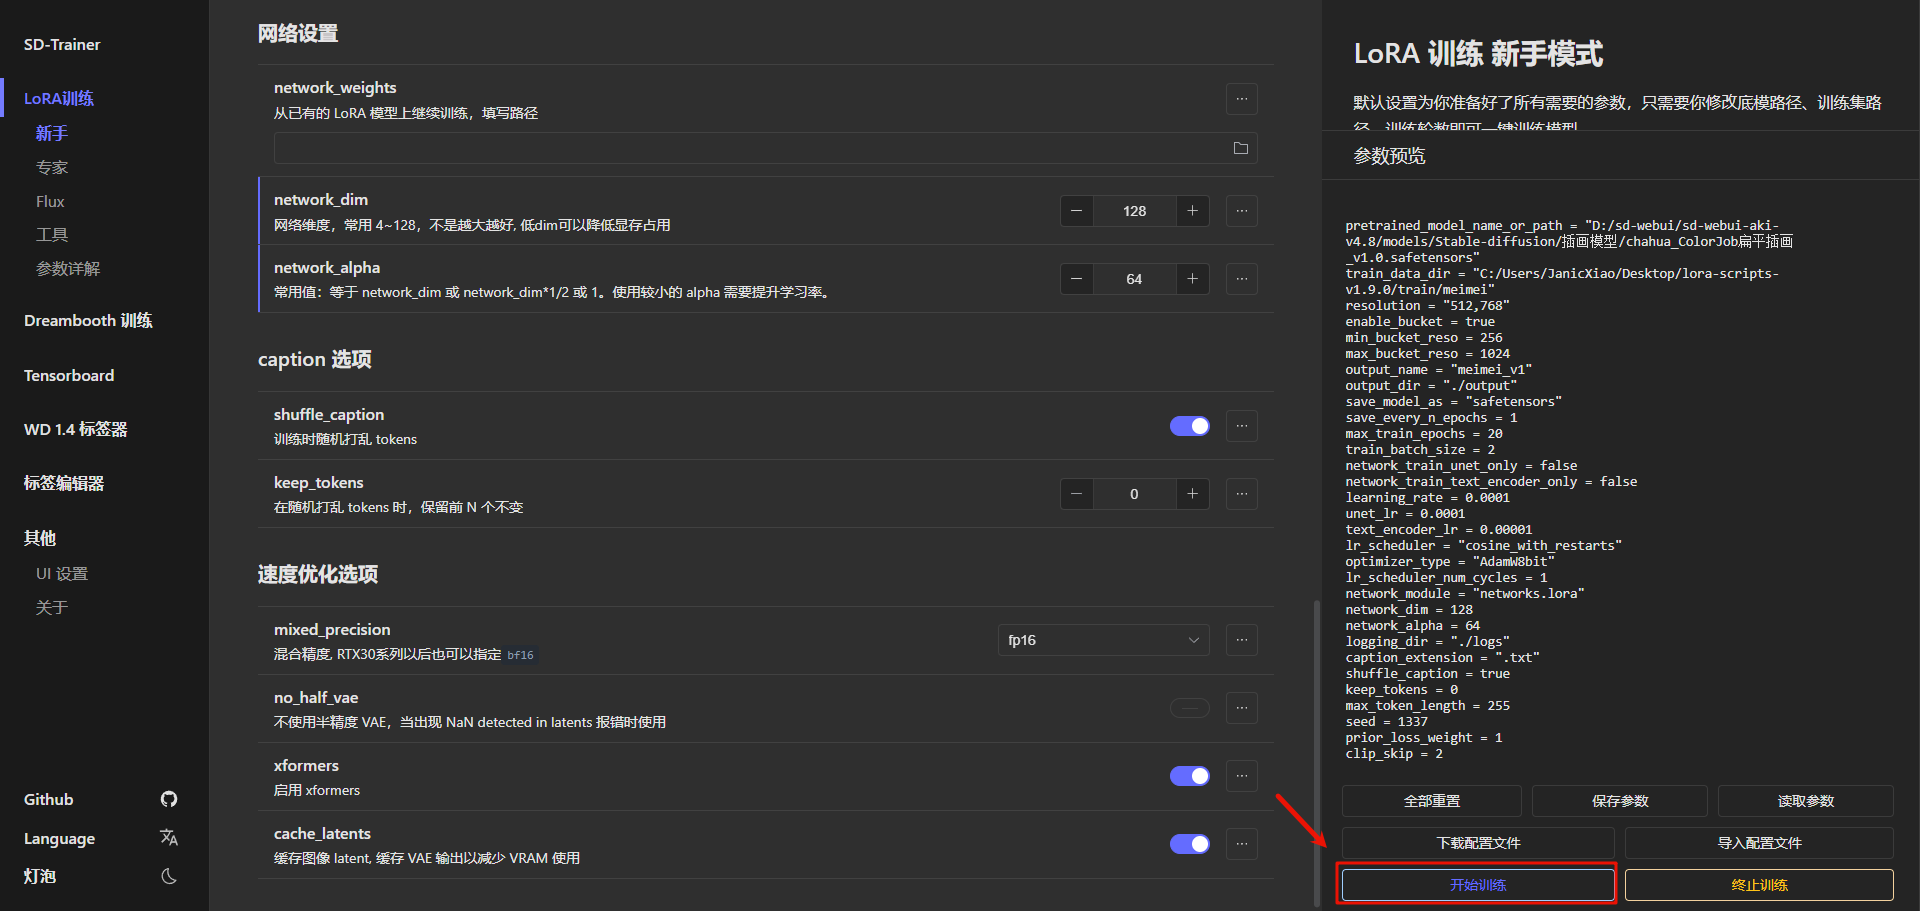 SD-Trainer
LoRA训练
新手
专家
Flux
工具
参数详解
Dreambooth 训练
Tensorboard
WD 1.4 标签器
标签编辑器
其他
UI 设置
关于
Github
Language
灯泡
网络设置
network_weights
从已有的 LoRA 模型上继续训练，填写路径
network_dim
网络维度，常用 4~128，不是越大越好, 低dim可以降低显存占用
128
network_alpha
常用值：等于 network_dim 或 network_dim*1/2 或 1。使用较小的 alpha 需要提升学习率。
64
caption 选项
shuffle_caption
训练时随机打乱 tokens
keep_tokens
在随机打乱 tokens 时，保留前 N 个不变
0
速度优化选项
mixed_precision
混合精度, RTX30系列以后也可以指定 bf16
fp16
no_half_vae
不使用半精度 VAE，当出现 NaN detected in latents 报错时使用
xformers
启用 xformers
cache_latents
缓存图像 latent, 缓存 VAE 输出以减少 VRAM 使用
LoRA 训练 新手模式
默认设置为你准备好了所有需要的参数，只需要你修改底模路径、训练集路
径、训练轮数即可一键训练模型
参数预览
pretrained_model_name_or_path = "D:/sd-webui/sd-webui-aki-
v4.8/models/Stable-diffusion/插画模型/chahua_ColorJob扁平插画
_v1.0.safetensors"
train_data_dir = "C:/Users/JanicXiao/Desktop/lora-scripts-
v1.9.0/train/meimei"
resolution = "512,768"
enable_bucket = true
min_bucket_reso = 256
max_bucket_reso = 1024
output_name = "meimei_v1"
output_dir = "./output"
save_model_as = "safetensors"
save_every_n_epochs = 1
max_train_epochs = 20
train_batch_size = 2
network_train_unet_only = false
network_train_text_encoder_only = false
learning_rate = 0.0001
unet_lr = 0.0001
text_encoder_lr = 0.00001
lr_scheduler = "cosine_with_restarts"
optimizer_type = "AdamW8bit"
lr_scheduler_num_cycles = 1
network_module = "networks.lora"
network_dim = 128
network_alpha = 64
logging_dir = "./logs"
caption_extension = ".txt"
shuffle_caption = true
keep_tokens = 0
max_token_length = 255
seed = 1337
prior_loss_weight = 1
clip_skip = 2
全部重置
保存参数
读取参数
下载配置文件
导入配置文件
开始训练
终止训练